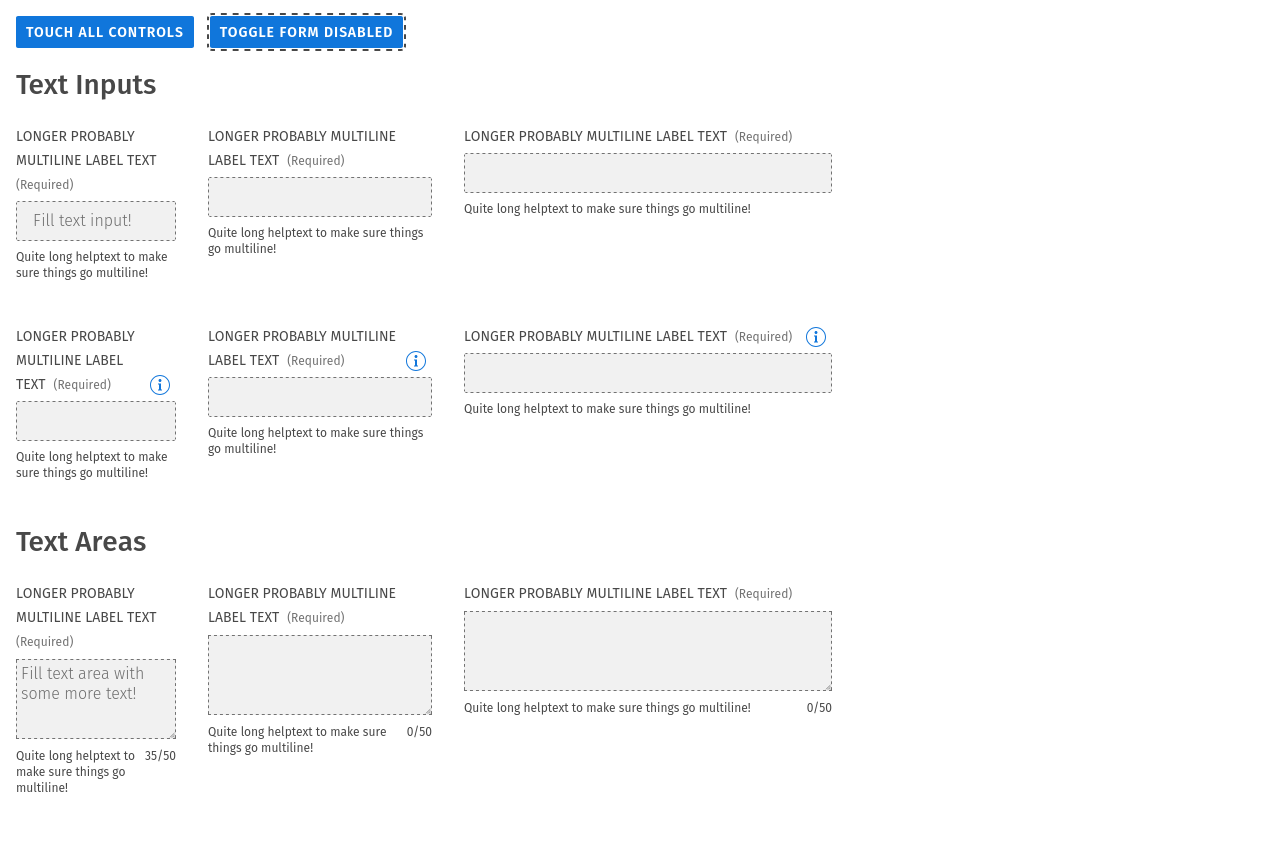 TOUCH ALL CONTROLS
TOGGLE FORM DISABLED
Text Inputs
LONGER PROBABLY
MULTILINE LABEL TEXT
(Required)
Fill text input!
Quite long helptext to make
sure things go multiline!
LONGER PROBABLY MULTILINE
LABEL TEXT (Required)
Quite long helptext to make sure things
go multiline!
LONGER PROBABLY MULTILINE LABEL TEXT (Required)
Quite long helptext to make sure things go multiline!
LONGER PROBABLY
MULTILINE LABEL
TEXT (Required)
Quite long helptext to make
sure things go multiline!
LONGER PROBABLY MULTILINE
LABEL TEXT (Required)
Quite long helptext to make sure things
go multiline!
LONGER PROBABLY MULTILINE LABEL TEXT (Required)
Quite long helptext to make sure things go multiline!
Text Areas
LONGER PROBABLY
MULTILINE LABEL TEXT
(Required)
Fill text area with
some more text!
Quite long helptext to 35/50
make sure things go
multiline!
LONGER PROBABLY MULTILINE
LABEL TEXT (Required)
Quite long helptext to make sure 0/50
things go multiline!
LONGER PROBABLY MULTILINE LABEL TEXT (Required)
Quite long helptext to make sure things go multiline! 0/50